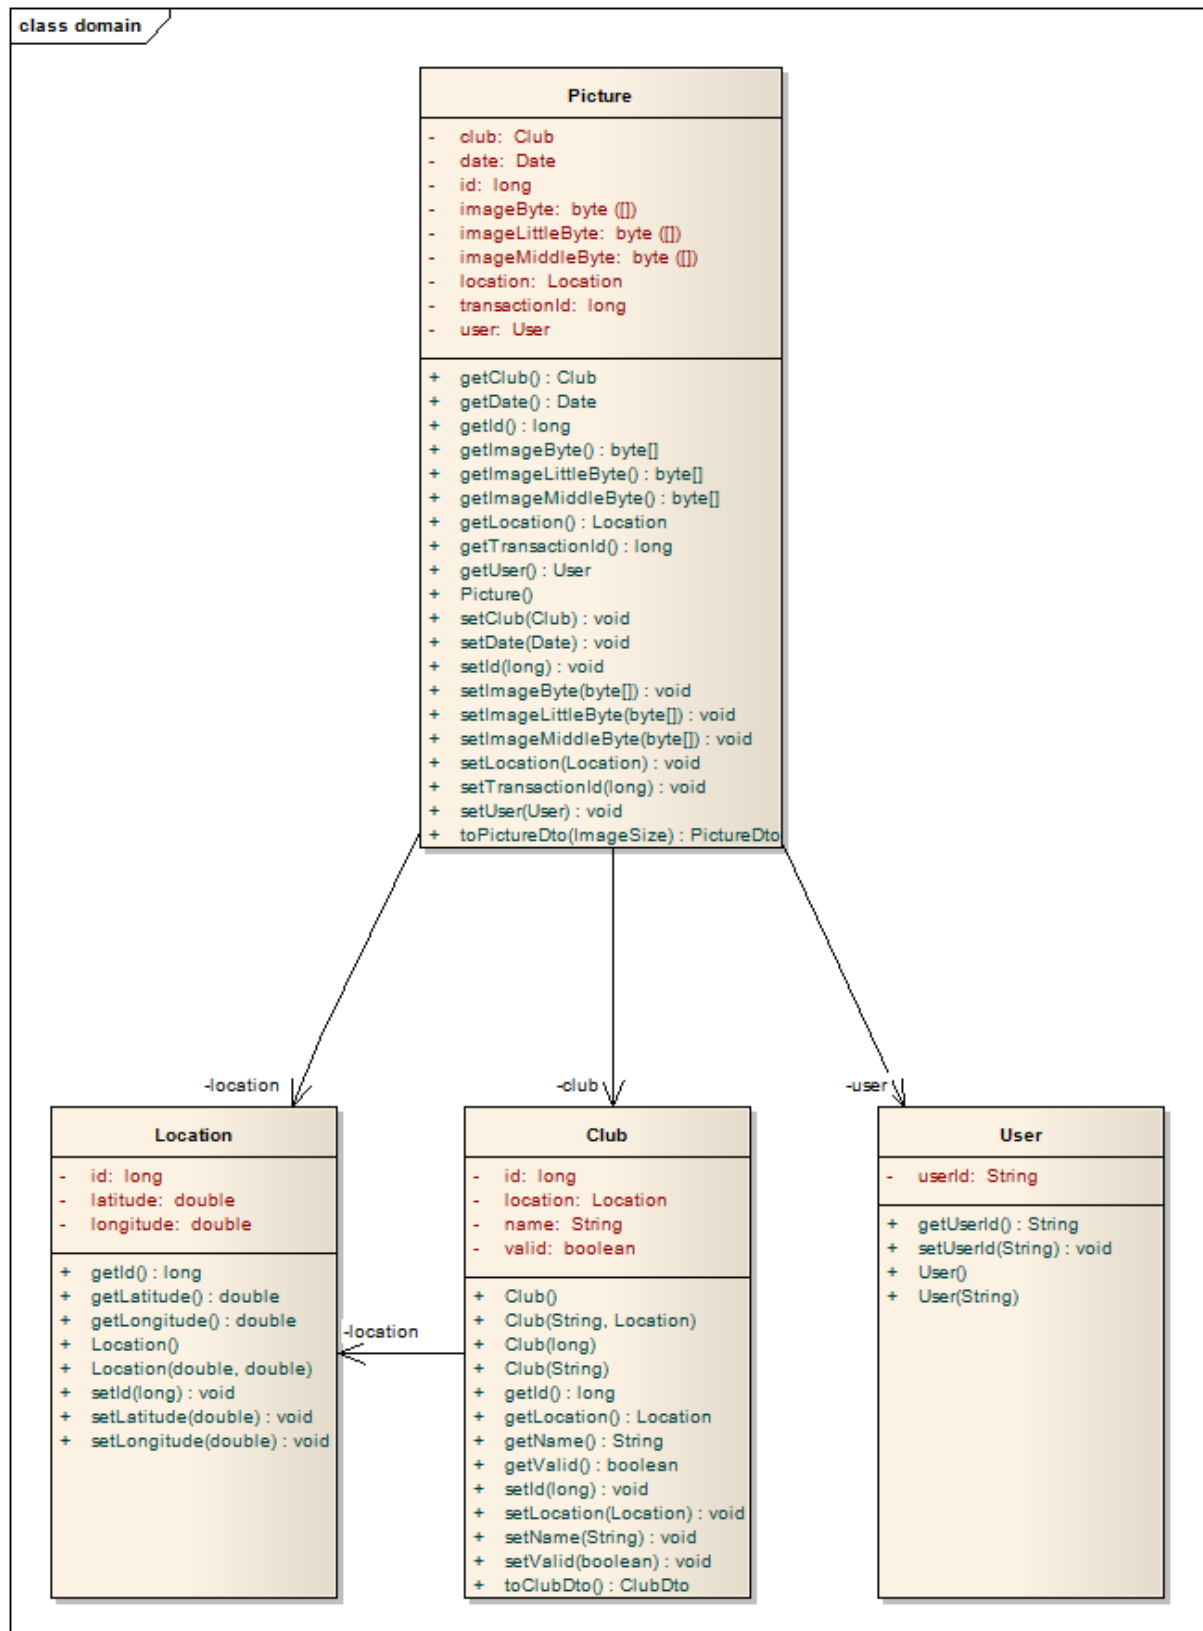 class domain
Picture
- club: Club
- date: Date
- id: long
- imageByte: byte ([])
- imageLittleByte: byte ([])
- imageMiddleByte: byte ([])
- location: Location
- transactionId: long
- user: User
+ getClub() : Club
+ getDate() : Date
+ getId() : long
+ getImageByte() : byte[]
+ getImageLittleByte() : byte[]
+ getImageMiddleByte() : byte[]
+ getLocation() : Location
+ getTransactionId() : long
+ getUser() : User
+ Picture()
+ setClub(Club) : void
+ setDate(Date) : void
+ setId(long) : void
+ setImageByte(byte[]) : void
+ setImageLittleByte(byte[]) : void
+ setImageMiddleByte(byte[]) : void
+ setLocation(Location) : void
+ setTransactionId(long) : void
+ setUser(User) : void
+ toPictureDto(ImageSize) : PictureDto
-location
-club
-user
Location
- id: long
- latitude: double
- longitude: double
+ getId() : long
+ getLatitude() : double
+ getLongitude() : double
+ Location()
+ Location(double, double)
+ setId(long) : void
+ setLatitude(double) : void
+ setLongitude(double) : void
-location
Club
- id: long
- location: Location
- name: String
- valid: boolean
+ Club()
+ Club(String, Location)
+ Club(long)
+ Club(String)
+ getId() : long
+ getLocation() : Location
+ getName() : String
+ getValid() : boolean
+ setId(long) : void
+ setLocation(Location) : void
+ setName(String) : void
+ setValid(boolean) : void
+ toClubDto() : ClubDto
User
- userId: String
+ getUserId() : String
+ setUserId(String) : void
+ User()
+ User(String)